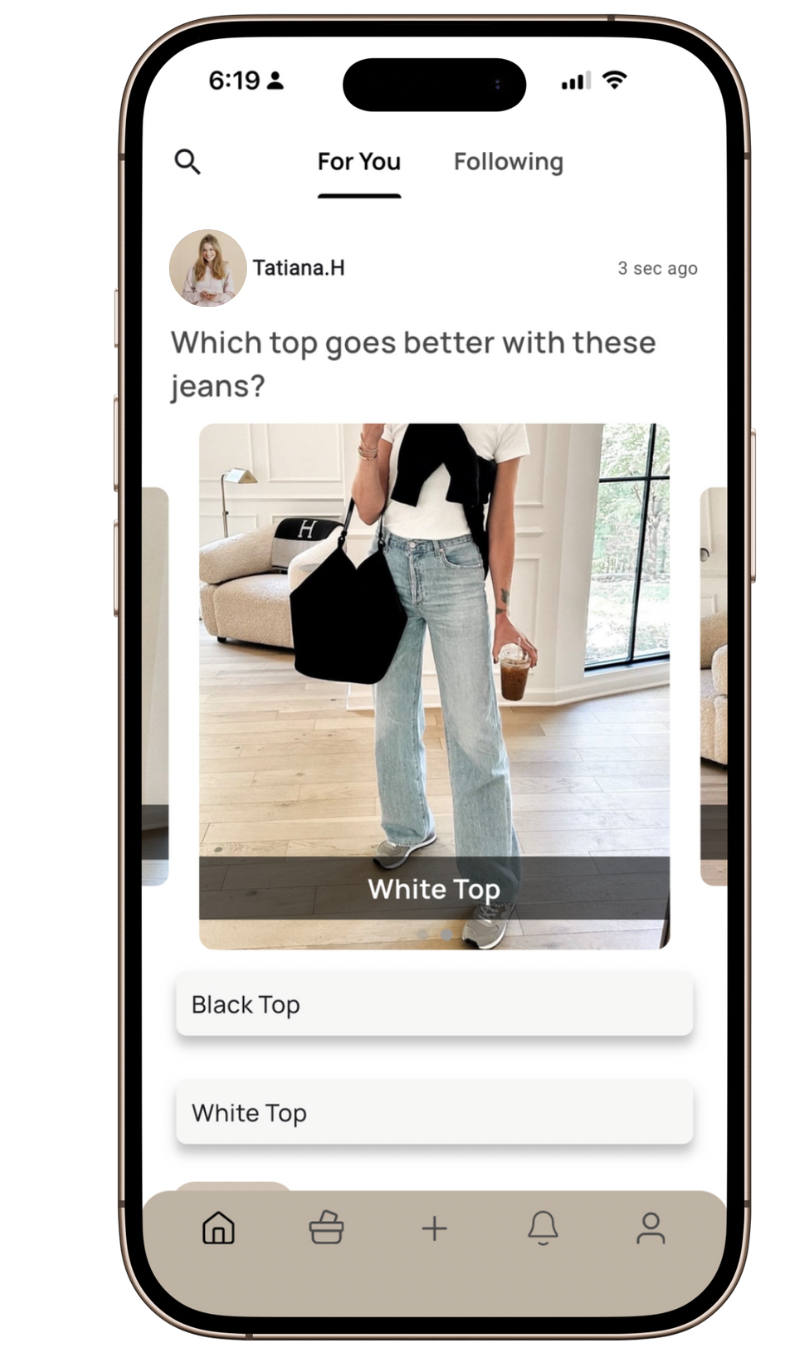 6:19
For You Following
Tatiana.H 3 sec ago
Which top goes better with these
jeans?
H
White Top
Black Top
White Top